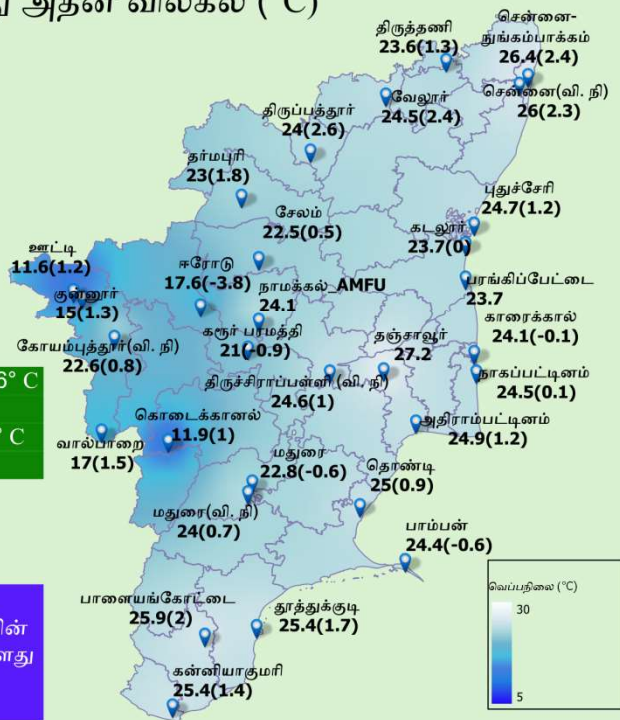 அதன் விலகல் (°C)
சென்னை-
நுங்கம்பாக்கம்
26.4(2.4)
திருத்தணி
23.6(1.3)
சென்னை(வி. நி)
26(2.3)
வேலூர்
24.5(2.4)
திருப்பத்தூர்
24(2.6)
தர்மபுரி
23(1.8)
புதுச்சேரி
24.7(1.2)
சேலம்
22.5(0.5)
கடலூர்
23.7(0)
ஊட்டி
11.6(1.2)
ஈரோடு
17.6(-3.8)
நாமக்கல்_AMFU
24.1
பரங்கிப்பேட்டை
23.7
குன்னூர்
15(1.3)
காரைக்கால்
24.1(-0.1)
கரூர் பரமத்தி
21(-0.9)
தஞ்சாவூர்
27.2
கோயம்புத்தூர்(வி. நி)
22.6(0.8)
நாகப்பட்டினம்
24.5(0.1)
திருச்சிராப்பள்ளி (வி. நி)
24.6(1)
6° C
கொடைக்கானல்
11.9(1)
அதிராம்பட்டினம்
24.9(1.2)
° C
வால்பாறை
17(1.5)
மதுரை
22.8(-0.6)
தொண்டி
25(0.9)
மதுரை(வி. நி)
24(0.7)
பாம்பன்
24.4(-0.6)
வெப்பநிலை (°C)
30
5
பாளையங்கோட்டை
25.9(2)
தூத்துக்குடி
25.4(1.7)
கன்னியாகுமரி
25.4(1.4)